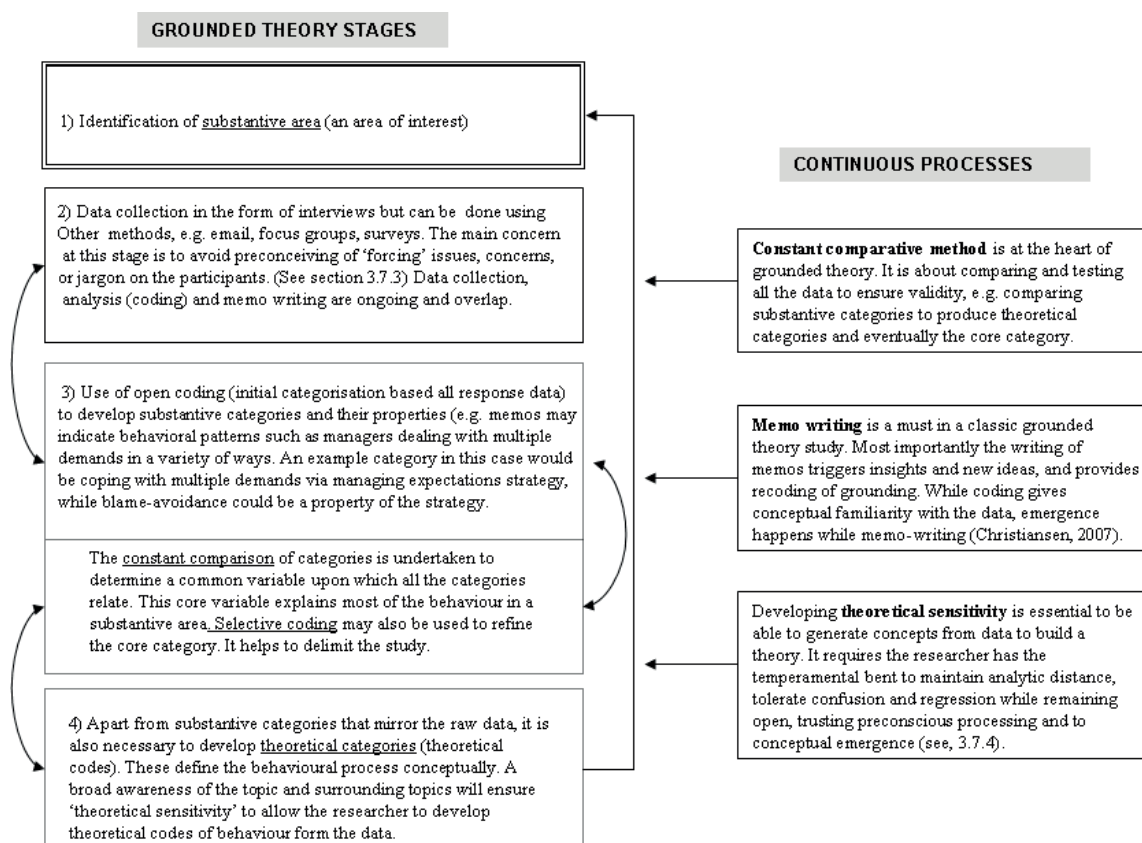 GROUNDED THEORY STAGES
1) Identification of substantive area (an area of interest)
2) Data collection in the form of interviews but can be done using
Other methods, e.g. email, focus groups, surveys. The main concern
at this stage is to avoid preconceiving of ‘forcing’ issues, concerns,
or jargon on the participants. (See section 3.7.3) Data collection,
analysis (coding) and memo writing are ongoing and overlap.
3) Use of open coding (initial categorisation based all response data)
to develop substantive categories and their properties (e.g. memos may
indicate behavioral patterns such as managers dealing with multiple
demands in a variety of ways. An example category in this case would
be coping with multiple demands via managing expectations strategy,
while blame-avoidance could be a property of the strategy.
The constant comparison of categories is undertaken to
determine a common variable upon which all the categories
relate. This core variable explains most of the behaviour in a
substantive area. Selective coding may also be used to refine
the core category. It helps to delimit the study.
4) Apart from substantive categories that mirror the raw data, it is
also necessary to develop theoretical categories (theoretical
codes). These define the behavioural process conceptually. A
broad awareness of the topic and surrounding topics will ensure
‘theoretical sensitivity’ to allow the researcher to develop
theoretical codes of behaviour form the data.
CONTINUOUS PROCESSES
Constant comparative method is at the heart of
grounded theory. It is about comparing and testing
all the data to ensure validity, e.g. comparing
substantive categories to produce theoretical
categories and eventually the core category.
Memo writing is a must in a classic grounded
theory study. Most importantly the writing of
memos triggers insights and new ideas, and provides
recoding of grounding. While coding gives
conceptual familiarity with the data, emergence
happens while memo-writing (Christiansen, 2007).
Developing theoretical sensitivity is essential to be
able to generate concepts from data to build a
theory. It requires the researcher has the
temperamental bent to maintain analytic distance,
tolerate confusion and regression while remaining
open, trusting preconscious processing and to
conceptual emergence (see, 3.7.4).